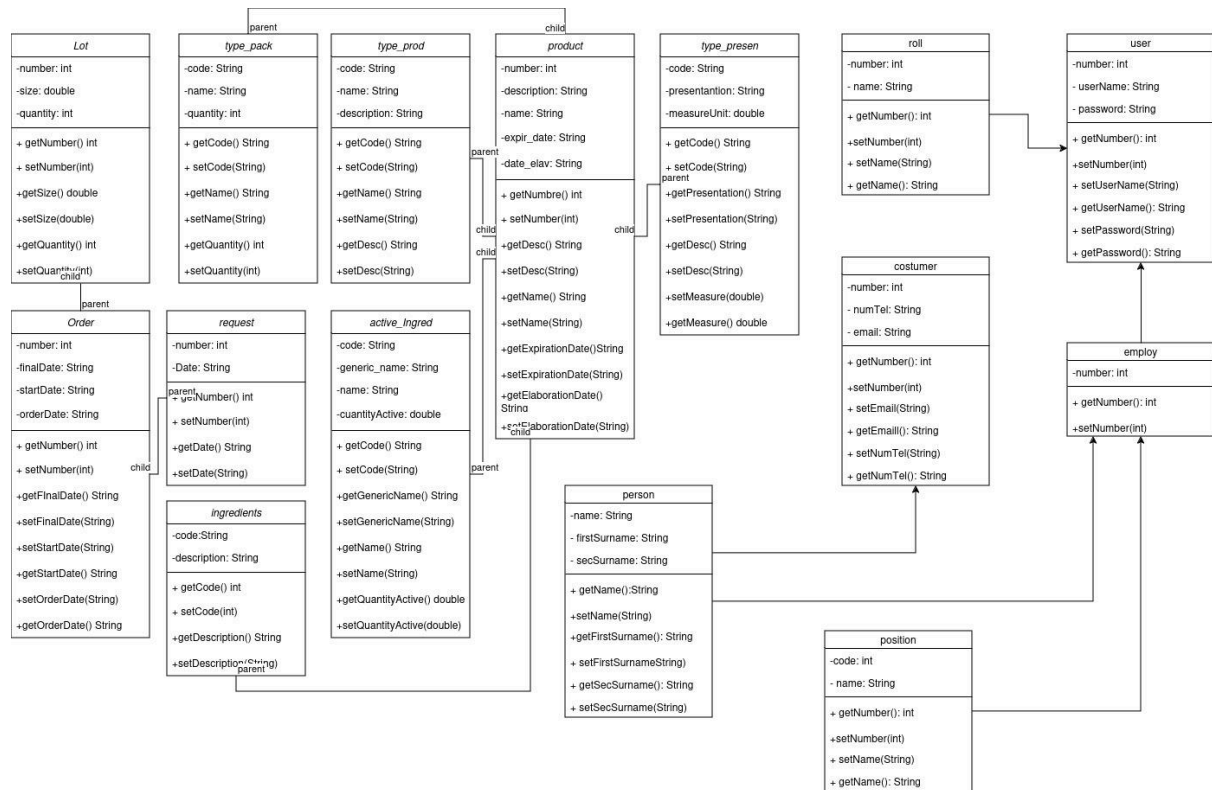 parent
child
Lot
-number: int
-size: double
-quantity: int
+ getNumber() int
+ setNumber(int)
+getSize() double
+setSize(double)
+getQuantity() int
+setQuantity(int)
child
parent
type_pack
-code: String
-name: String
-quantity: int
+ getCode() String
+ setCode(String)
+getName() String
+setName(String)
+getQuantity() int
+setQuantity(int)
type_prod
-code: String
-name: String
-description: String
+ getCode() String
+ setCode(String)
+getName() String
+setName(String)
+getDesc() String
+setDesc(String)
parent
child
child
product
-number: int
-description: String
-name: String
-expir_date: String
-date_elav: String
+ getNumbre() int
+ setNumber(int)
+getDesc() String
+setDesc(String)
+getName() String
+setName(String)
+getExpirationDate()String
+setExpirationDate(String)
+getElaborationDate()
String
+setElaborationDate(String)
child
child
parent
type_presen
-code: String
-presentantion: String
-measureUnit: double
+ getCode() String
+ setCode(String)
+getPresentation() String
+setPresentation(String)
+getDesc() String
+setDesc(String)
+setMeasure(double)
+getMeasure() double
roll
-number: int
- name: String
+ getNumber(): int
+setNumber(int)
+ setName(String)
+ getName(): String
user
-number: int
- userName: String
- password: String
+ getNumber(): int
+setNumber(int)
+ setUserName(String)
+ getUserName(): String
+ setPassword(String)
+ getPassword(): String
Order
-number: int
-finalDate: String
-startDate: String
-orderDate: String
+ getNumber() int
+ setNumber(int)
+getFInalDate() String
+setFinalDate(String)
+setStartDate(String)
+getStartDate() String
+setOrderDate(String)
+getOrderDate() String
child
parent
request
-number: int
-Date: String
+ getNumber() int
+ setNumber(int)
+getDate() String
+setDate(String)
ingredients
-code:String
-description: String
+ getCode() int
+ setCode(int)
+getDescription() String
+setDescription(String)
parent
active_Ingred
-code: String
-generic_name: String
-name: String
-cuantityActive: double
+ getCode() String
+ setCode(String)
+getGenericName() String
+setGenericName(String)
+getName() String
+setName(String)
+getQuantityActive() double
+setQuantityActive(double)
parent
costumer
-number: int
- numTel: String
- email: String
+ getNumber(): int
+setNumber(int)
+ setEmail(String)
+ getEmaill(): String
+ setNumTel(String)
+ getNumTel(): String
employ
-number: int
+ getNumber(): int
+setNumber(int)
person
-name: String
- firstSurname: String
- secSurname: String
+ getName():String
+setName(String)
+getFirstSurname(): String
+ setFirstSurnameString)
+ getSecSurname(): String
+ setSecSurname(String)
position
-code: int
- name: String
+ getNumber(): int
+setNumber(int)
+ setName(String)
+ getName(): String